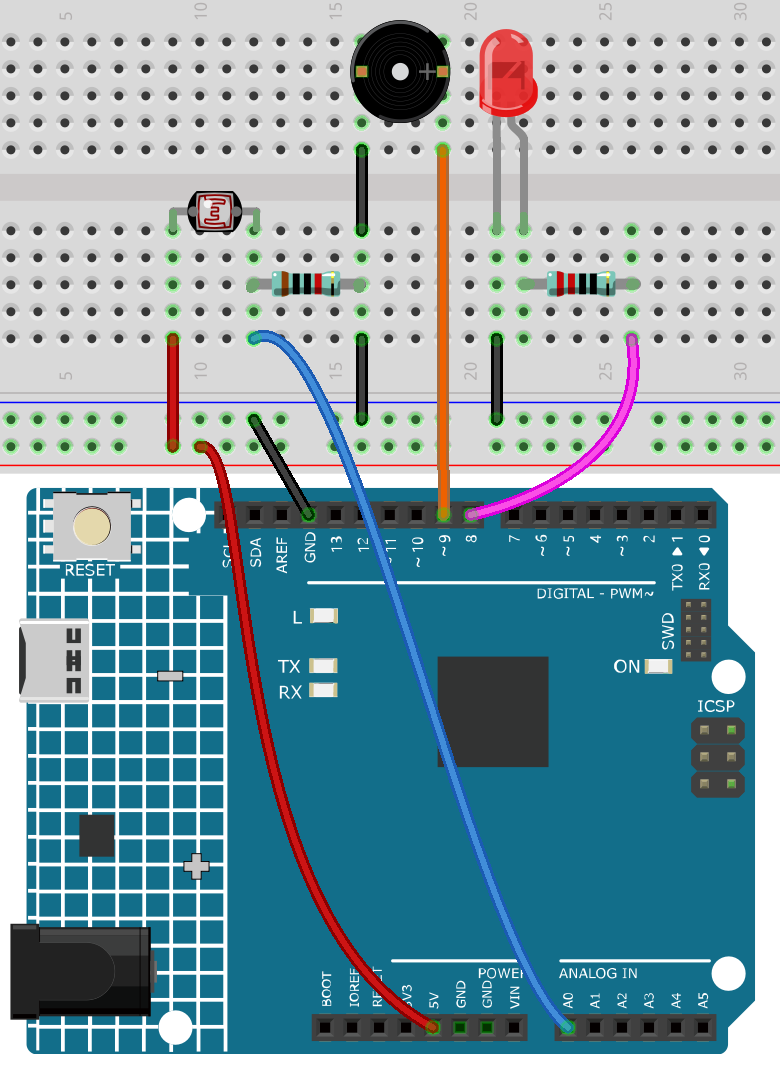 5 10 15 20 25 30
5 10 15 20 25 30
RESET
SCL SDA AREF GND 13 12 ~11 ~10 ~9 8 7 ~6 ~5 4 ~3 2 TX0▶1 RX0◀0
DIGITAL - PWM~
L
TX
RX
ON
SWD
ICSP
POWER
ANALOG IN
BOOT IOREF RESET 3V3 5V GND GND VIN A0 A1 A2 A3 A4 A5